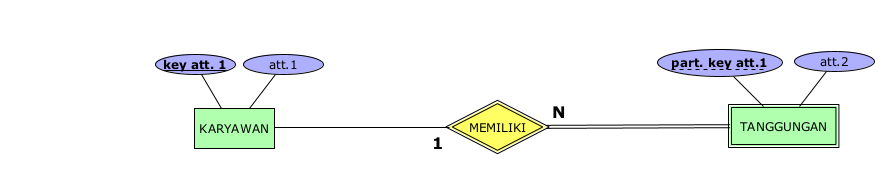 key att. 1
att.1
part. key att.1
att.2
KARYAWAN
MEMILIKI
N
1
TANGGUNGAN